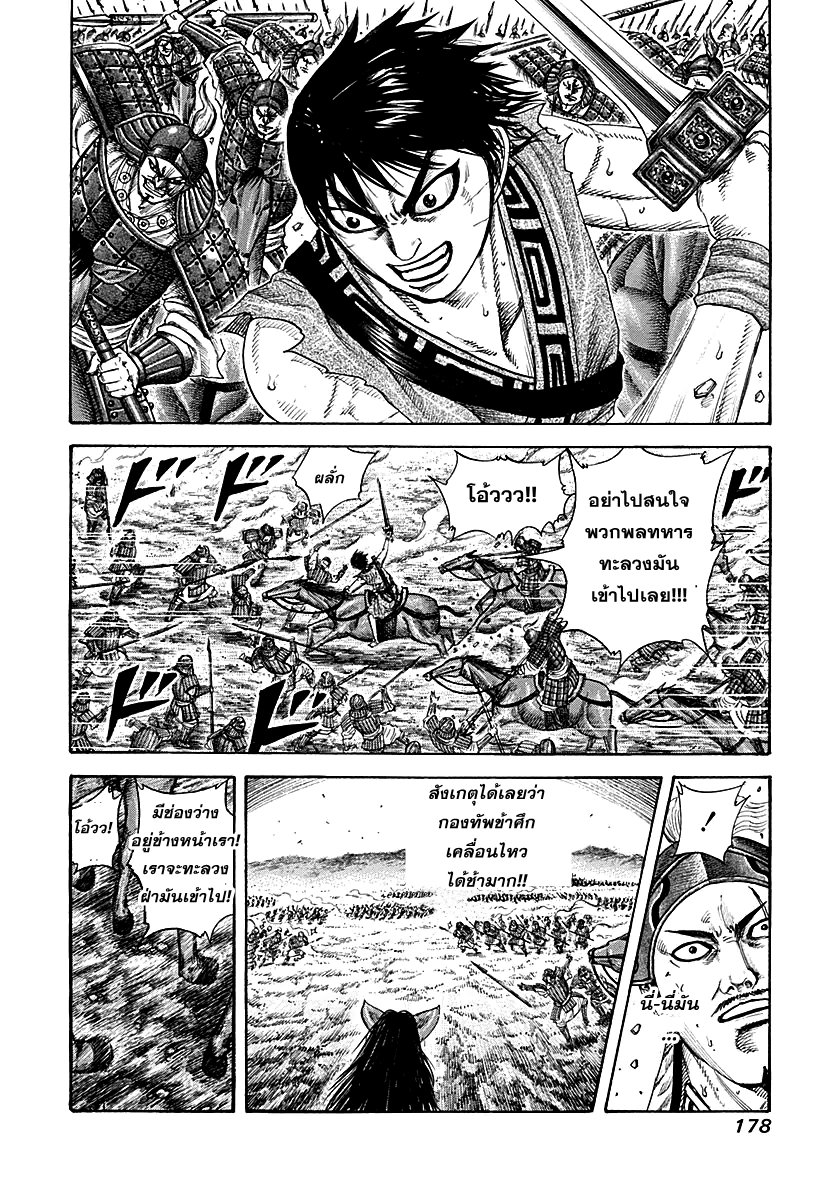 อย่าไปสนใจ
พวกพลทหาร
ทะลวงมัน
เข้าไปเลย!!!
โอ้ววว!!
ผลั่ก
ドド
ドド
ド
ド
ド
!
นี่-นี่มัน
...
สังเกตุได้เลยว่า
กองทัพข้าศึก
เคลื่อนไหว
ได้ช้ามาก!!
มีช่องว่าง
อยู่ข้างหน้าเรา!
เราจะทะลวง
ฝ่ามันเข้าไป!
โอ้วว!
178